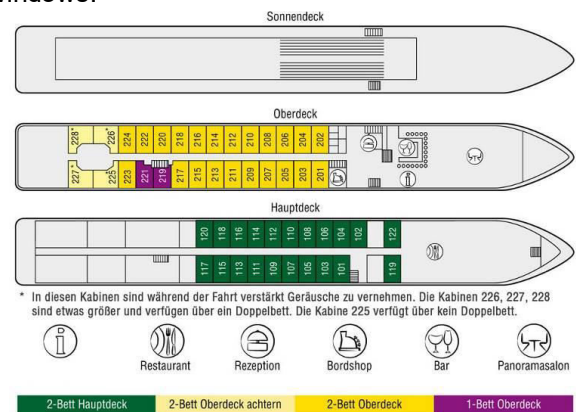 Sonnendeck
Oberdeck
228* 226* 224 222 220 218 216 214 212 210 208 206 204 202
227* 225 223 221 219 217 215 213 211 209 207 205 203 201
Hauptdeck
120 118 116 114 112 110 108 106 104 102 122
117 115 113 111 109 107 105 103 101 119
* In diesen Kabinen sind während der Fahrt verstärkt Geräusche zu vernehmen. Die Kabinen 226, 227, 228
sind etwas größer und verfügen über ein Doppelbett. Die Kabine 225 verfügt über kein Doppelbett.
i
Restaurant Rezeption Bordshop Bar Panoramasalon
2-Bett Hauptdeck 2-Bett Oberdeck achtern 2-Bett Oberdeck 1-Bett Oberdeck